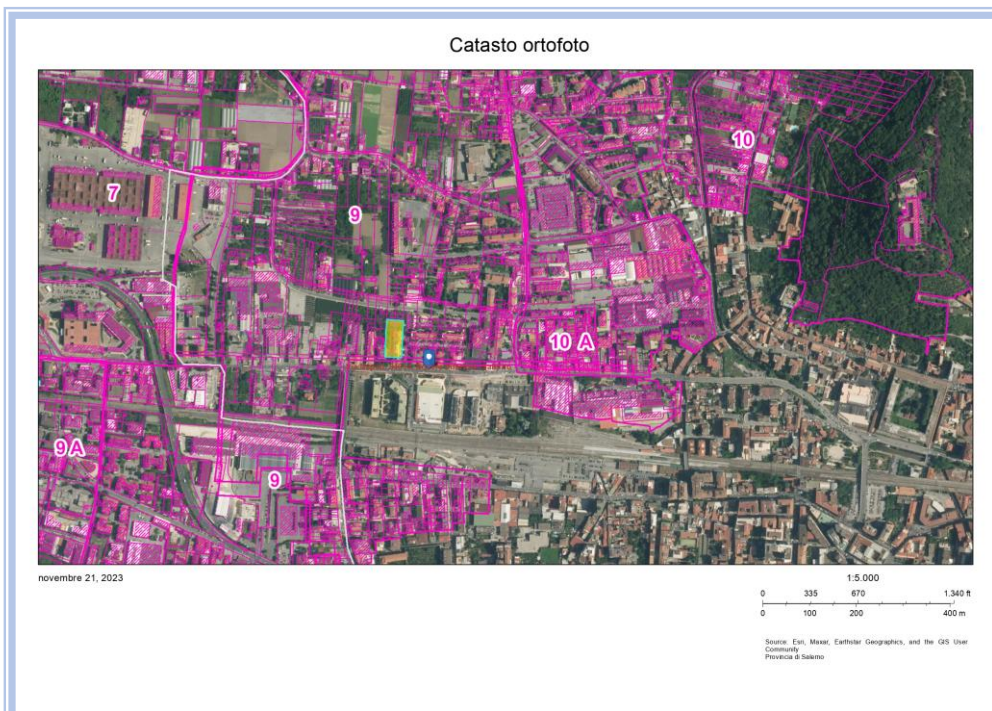 Catasto ortofoto
10
7
9
10 A
9 A
9
novembre 21, 2023
1:5.000
0 335 670 1.340 ft
0 100 200 400 m
Source: Esri, Maxar, Earthstar Geographics, and the GIS User
Community
Provincia di Salerno